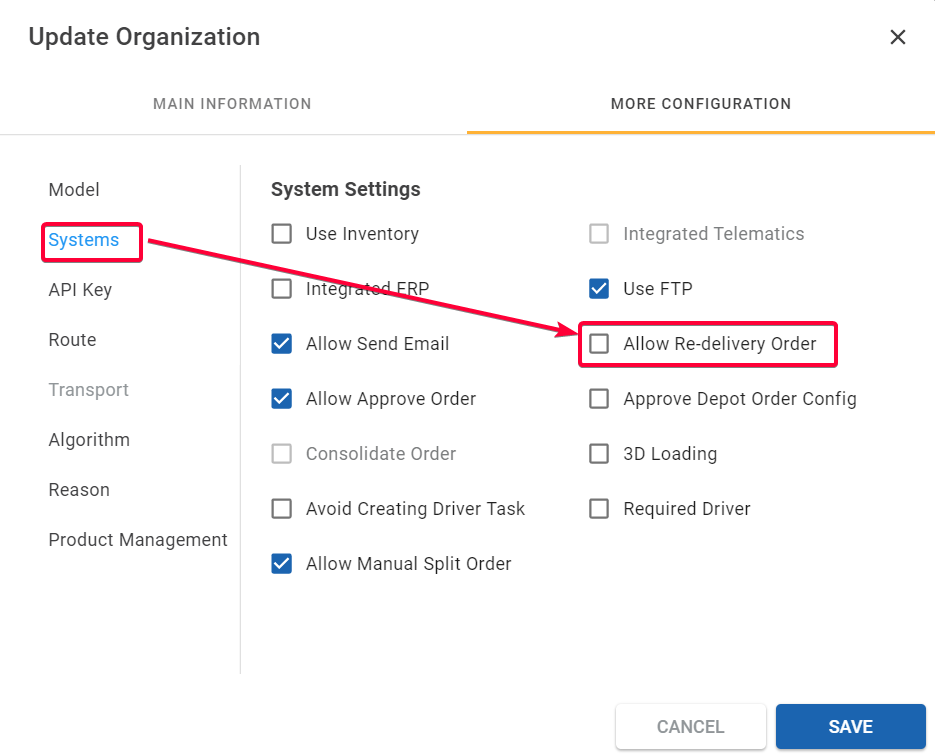 Update Organization
MAIN INFORMATION
MORE CONFIGURATION
Model
Systems
API Key
Route
Transport
Algorithm
Reason
Product Management
System Settings
Use Inventory
Integrated Telematics
Integrated ERP
Use FTP
Allow Send Email
Allow Re-delivery Order
Allow Approve Order
Approve Depot Order Config
Consolidate Order
3D Loading
Avoid Creating Driver Task
Required Driver
Allow Manual Split Order
CANCEL
SAVE